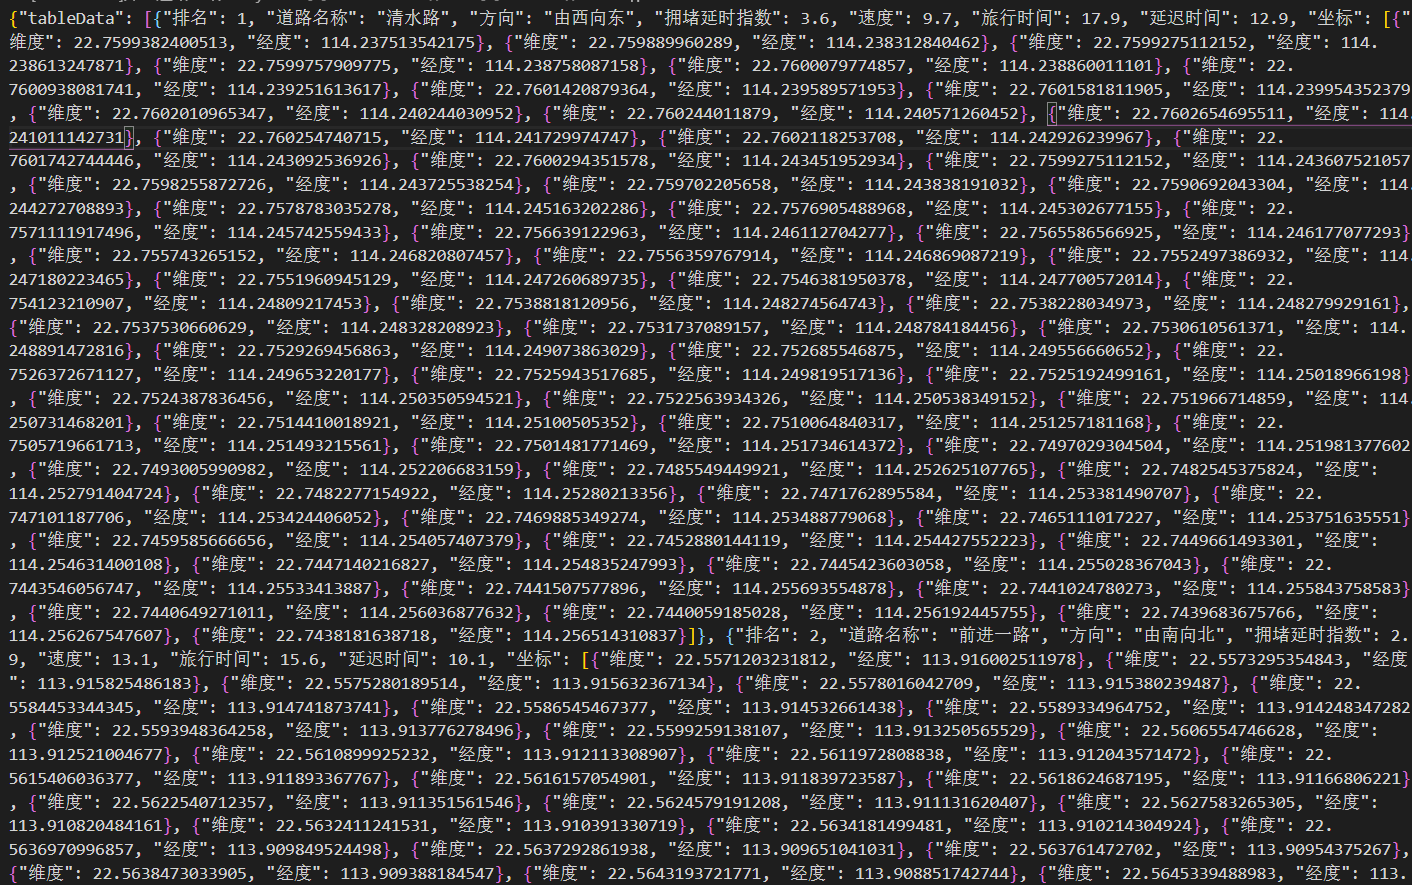 {"tableData": [{"排名": 1, "道路名称": "清水路", "方向": "由西向东", "拥堵延时指数": 3.6, "速度": 9.7, "旅行时间": 17.9, "延迟时间": 12.9, "坐标": [{"
维度": 22.7599382400513, "经度": 114.237513542175}, {"维度": 22.759889960289, "经度": 114.238312840462}, {"维度": 22.7599275112152, "经度": 114.
238613247871}, {"维度": 22.7599757909775, "经度": 114.238758087158}, {"维度": 22.7600079774857, "经度": 114.238860011101}, {"维度": 22.
7600938081741, "经度": 114.239251613617}, {"维度": 22.7601420879364, "经度": 114.239589571953}, {"维度": 22.7601581811905, "经度": 114.239954352379}
, {"维度": 22.7602010965347, "经度": 114.240244030952}, {"维度": 22.760244011879, "经度": 114.240571260452}, {"维度": 22.7602654695511, "经度": 114.
241011142731}, {"维度": 22.760254740715, "经度": 114.241729974747}, {"维度": 22.7602118253708, "经度": 114.242926239967}, {"维度": 22.
7601742744446, "经度": 114.243092536926}, {"维度": 22.7600294351578, "经度": 114.243451952934}, {"维度": 22.7599275112152, "经度": 114.243607521057}
, {"维度": 22.7598255872726, "经度": 114.243725538254}, {"维度": 22.759702205658, "经度": 114.243838191032}, {"维度": 22.7590692043304, "经度": 114.
244272708893}, {"维度": 22.7578783035278, "经度": 114.245163202286}, {"维度": 22.7576905488968, "经度": 114.245302677155}, {"维度": 22.
7571111917496, "经度": 114.245742559433}, {"维度": 22.756639122963, "经度": 114.246112704277}, {"维度": 22.7565586566925, "经度": 114.246177077293}
, {"维度": 22.755743265152, "经度": 114.246820807457}, {"维度": 22.7556359767914, "经度": 114.246869087219}, {"维度": 22.7552497386932, "经度": 114.
247180223465}, {"维度": 22.7551960945129, "经度": 114.247260689735}, {"维度": 22.7546381950378, "经度": 114.247700572014}, {"维度": 22.
754123210907, "经度": 114.24809217453}, {"维度": 22.7538818120956, "经度": 114.248274564743}, {"维度": 22.7538228034973, "经度": 114.248279929161},
{"维度": 22.7537530660629, "经度": 114.248328208923}, {"维度": 22.7531737089157, "经度": 114.248784184456}, {"维度": 22.7530610561371, "经度": 114.
248891472816}, {"维度": 22.7529269456863, "经度": 114.249073863029}, {"维度": 22.752685546875, "经度": 114.249556660652}, {"维度": 22.
7526372671127, "经度": 114.249653220177}, {"维度": 22.7525943517685, "经度": 114.249819517136}, {"维度": 22.7525192499161, "经度": 114.25018966198}
, {"维度": 22.7524387836456, "经度": 114.250350594521}, {"维度": 22.7522563934326, "经度": 114.250538349152}, {"维度": 22.751966714859, "经度": 114.
250731468201}, {"维度": 22.7514410018921, "经度": 114.25100505352}, {"维度": 22.7510064840317, "经度": 114.251257181168}, {"维度": 22.
7505719661713, "经度": 114.251493215561}, {"维度": 22.7501481771469, "经度": 114.251734614372}, {"维度": 22.7497029304504, "经度": 114.251981377602}
, {"维度": 22.7493005990982, "经度": 114.252206683159}, {"维度": 22.7485549449921, "经度": 114.252625107765}, {"维度": 22.7482545375824, "经度":
114.252791404724}, {"维度": 22.7482277154922, "经度": 114.25280213356}, {"维度": 22.7471762895584, "经度": 114.253381490707}, {"维度": 22.
747101187706, "经度": 114.253424406052}, {"维度": 22.7469885349274, "经度": 114.253488779068}, {"维度": 22.7465111017227, "经度": 114.253751635551}
, {"维度": 22.7459585666656, "经度": 114.254057407379}, {"维度": 22.7452880144119, "经度": 114.254427552223}, {"维度": 22.7449661493301, "经度":
114.254631400108}, {"维度": 22.7447140216827, "经度": 114.254835247993}, {"维度": 22.7445423603058, "经度": 114.255028367043}, {"维度": 22.
7443546056747, "经度": 114.25533413887}, {"维度": 22.7441507577896, "经度": 114.255693554878}, {"维度": 22.7441024780273, "经度": 114.255843758583}
, {"维度": 22.7440649271011, "经度": 114.256036877632}, {"维度": 22.7440059185028, "经度": 114.256192445755}, {"维度": 22.7439683675766, "经度":
114.256267547607}, {"维度": 22.7438181638718, "经度": 114.256514310837}]}, {"排名": 2, "道路名称": "前进一路", "方向": "由南向北", "拥堵延时指数": 2.
9, "速度": 13.1, "旅行时间": 15.6, "延迟时间": 10.1, "坐标": [{"维度": 22.5571203231812, "经度": 113.916002511978}, {"维度": 22.5573295354843, "经度
": 113.915825486183}, {"维度": 22.5575280189514, "经度": 113.915632367134}, {"维度": 22.5578016042709, "经度": 113.915380239487}, {"维度": 22.
5584453344345, "经度": 113.914741873741}, {"维度": 22.5586545467377, "经度": 113.914532661438}, {"维度": 22.5589334964752, "经度": 113.914248347282}
, {"维度": 22.5593948364258, "经度": 113.913776278496}, {"维度": 22.5599259138107, "经度": 113.913250565529}, {"维度": 22.5606554746628, "经度":
113.912521004677}, {"维度": 22.5610899925232, "经度": 113.912113308907}, {"维度": 22.5611972808838, "经度": 113.912043571472}, {"维度": 22.
5615406036377, "经度": 113.911893367767}, {"维度": 22.5616157054901, "经度": 113.911839723587}, {"维度": 22.5618624687195, "经度": 113.91166806221}
, {"维度": 22.5622540712357, "经度": 113.911351561546}, {"维度": 22.5624579191208, "经度": 113.911131620407}, {"维度": 22.5627583265305, "经度":
113.910820484161}, {"维度": 22.5632411241531, "经度": 113.910391330719}, {"维度": 22.5634181499481, "经度": 113.910214304924}, {"维度": 22.
5636970996857, "经度": 113.909849524498}, {"维度": 22.5637292861938, "经度": 113.909651041031}, {"维度": 22.563761472702, "经度": 113.90954375267},
{"维度": 22.5638473033905, "经度": 113.909388184547}, {"维度": 22.5643193721771, "经度": 113.908851742744}, {"维度": 22.5645339488983, "经度": 113.